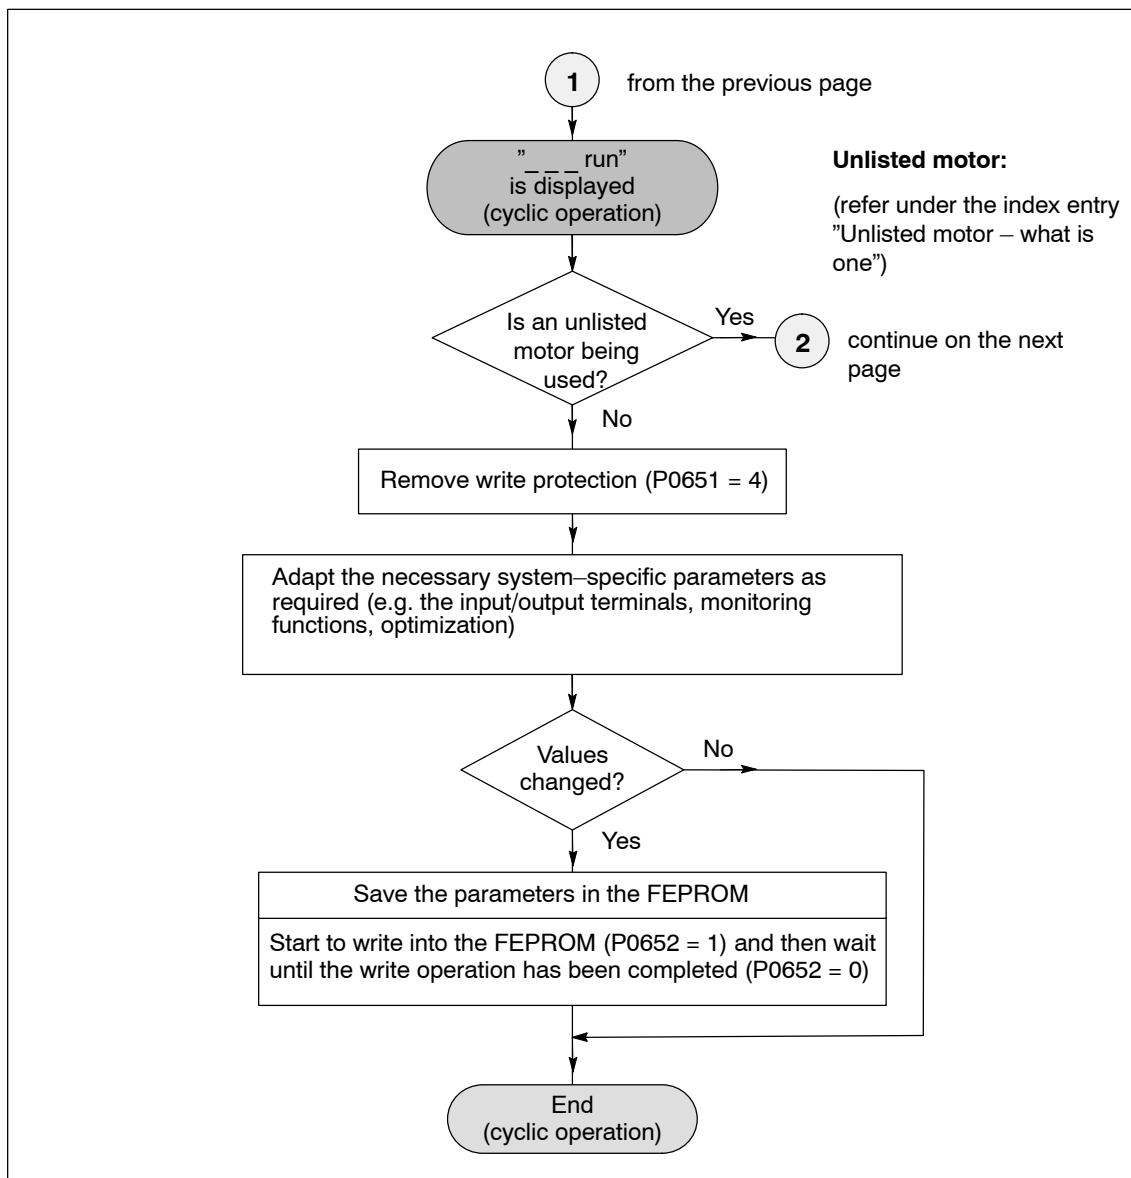 1
from the previous page
”_ _ _ run”
is displayed
(cyclic operation)
Unlisted motor:
(refer under the index entry
”Unlisted motor – what is
one”)
Is an unlisted
motor being
used?
Yes
2
continue on the next
page
No
Remove write protection (P0651 = 4)
Adapt the necessary system–specific parameters as
required (e.g. the input/output terminals, monitoring
functions, optimization)
Values
changed?
No
Yes
Save the parameters in the FEPROM
Start to write into the FEPROM (P0652 = 1) and then wait
until the write operation has been completed (P0652 = 0)
End
(cyclic operation)